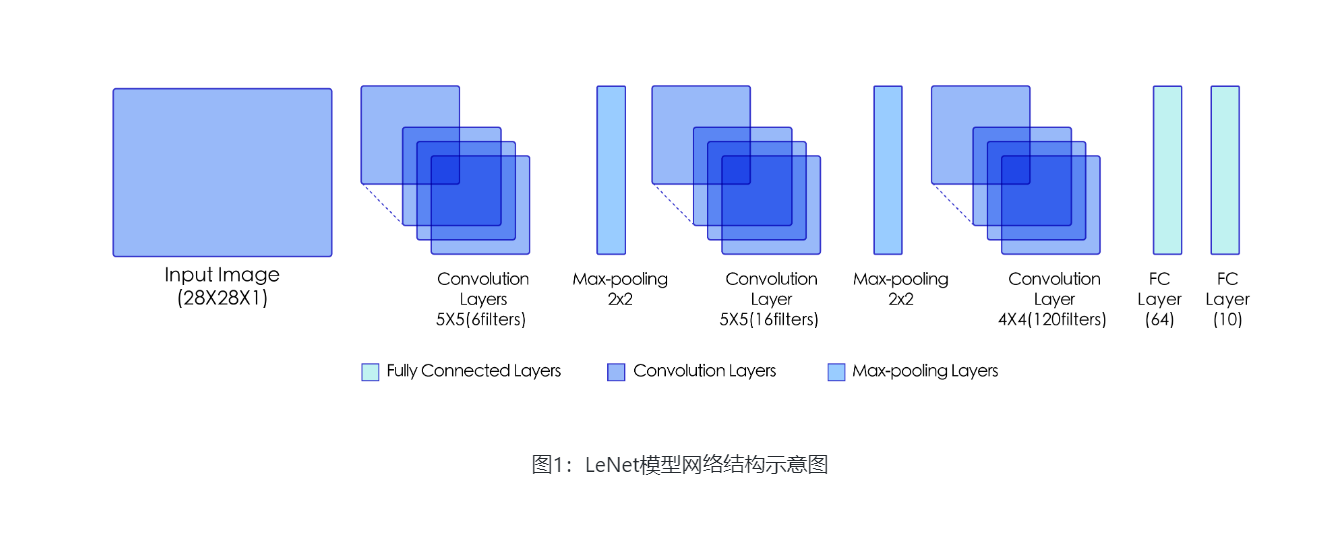 Input Image
(28X28X1)
Convolution
Layers
5X5(6filters)
Max-pooling
2x2
Convolution
Layer
5X5(16filters)
Max-pooling
2x2
Convolution
Layer
4X4(120filters)
FC
Layer
(64)
FC
Layer
(10)
Fully Connected Layers
Convolution Layers
Max-pooling Layers
图1：LeNet模型网络结构示意图